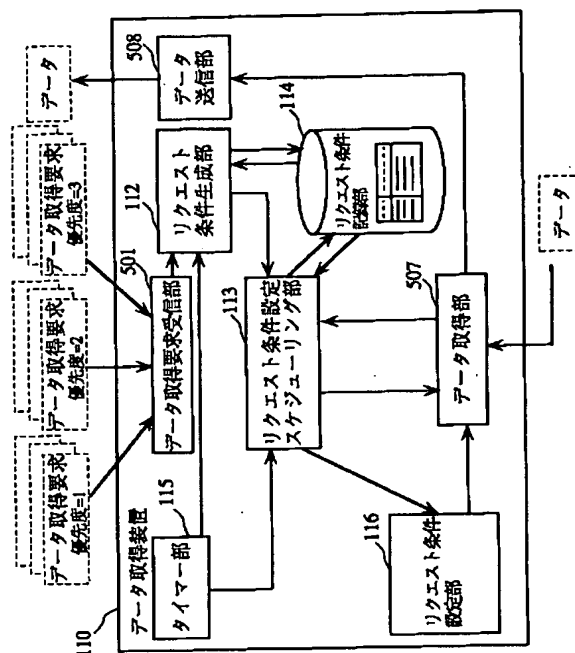 110
データ取得装置
データ取得要求
優先度=1
データ取得要求
優先度=2
データ取得要求
優先度=3
データ
501
データ取得要求受信部
115
タイマー部
112
リクエスト
条件生成部
508
データ
送信部
113
リクエスト条件設定
スケジューリング部
114
リクエスト条件
記録部
116
リクエスト条件
設定部
507
データ取得部
データ